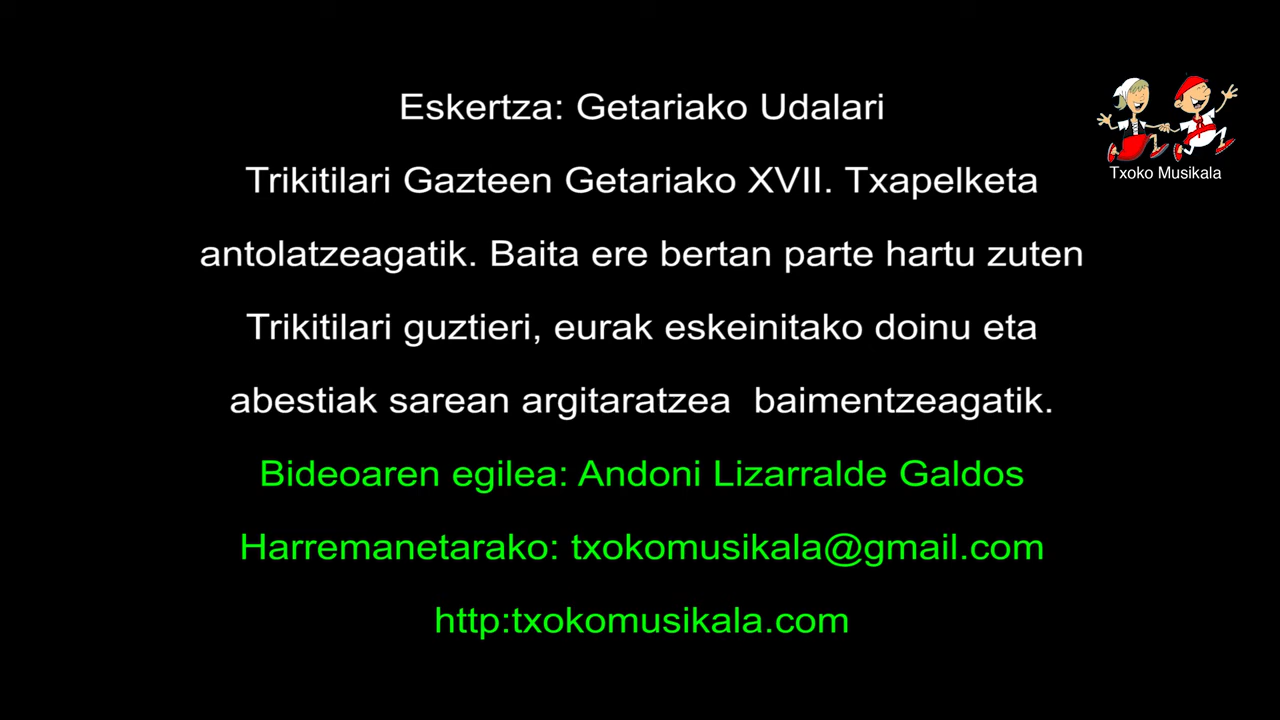 Eskertza: Getariako Udalari
Trikitilari Gazteen Getariako XVII. Txapelketa
antolatzeagatik. Baita ere bertan parte hartu zuten
Trikitilari guztieri, eurak eskeinitako doinu eta
abestiak sarean argitaratzea  baimentzeagatik.
Bideoaren egilea: Andoni Lizarralde Galdos
Harremanetarako: txokomusikala@gmail.com
http:txokomusikala.com
Txoko Musikala